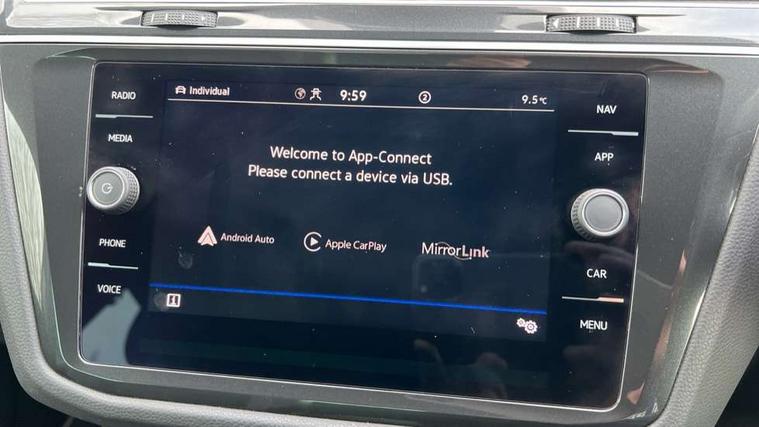 RADIO
MEDIA
PHONE
VOICE
Individual
9:59
2
9.5°C
Welcome to App-Connect
Please connect a device via USB.
Android Auto
Apple CarPlay
MirrorLink
NAV
APP
CAR
MENU